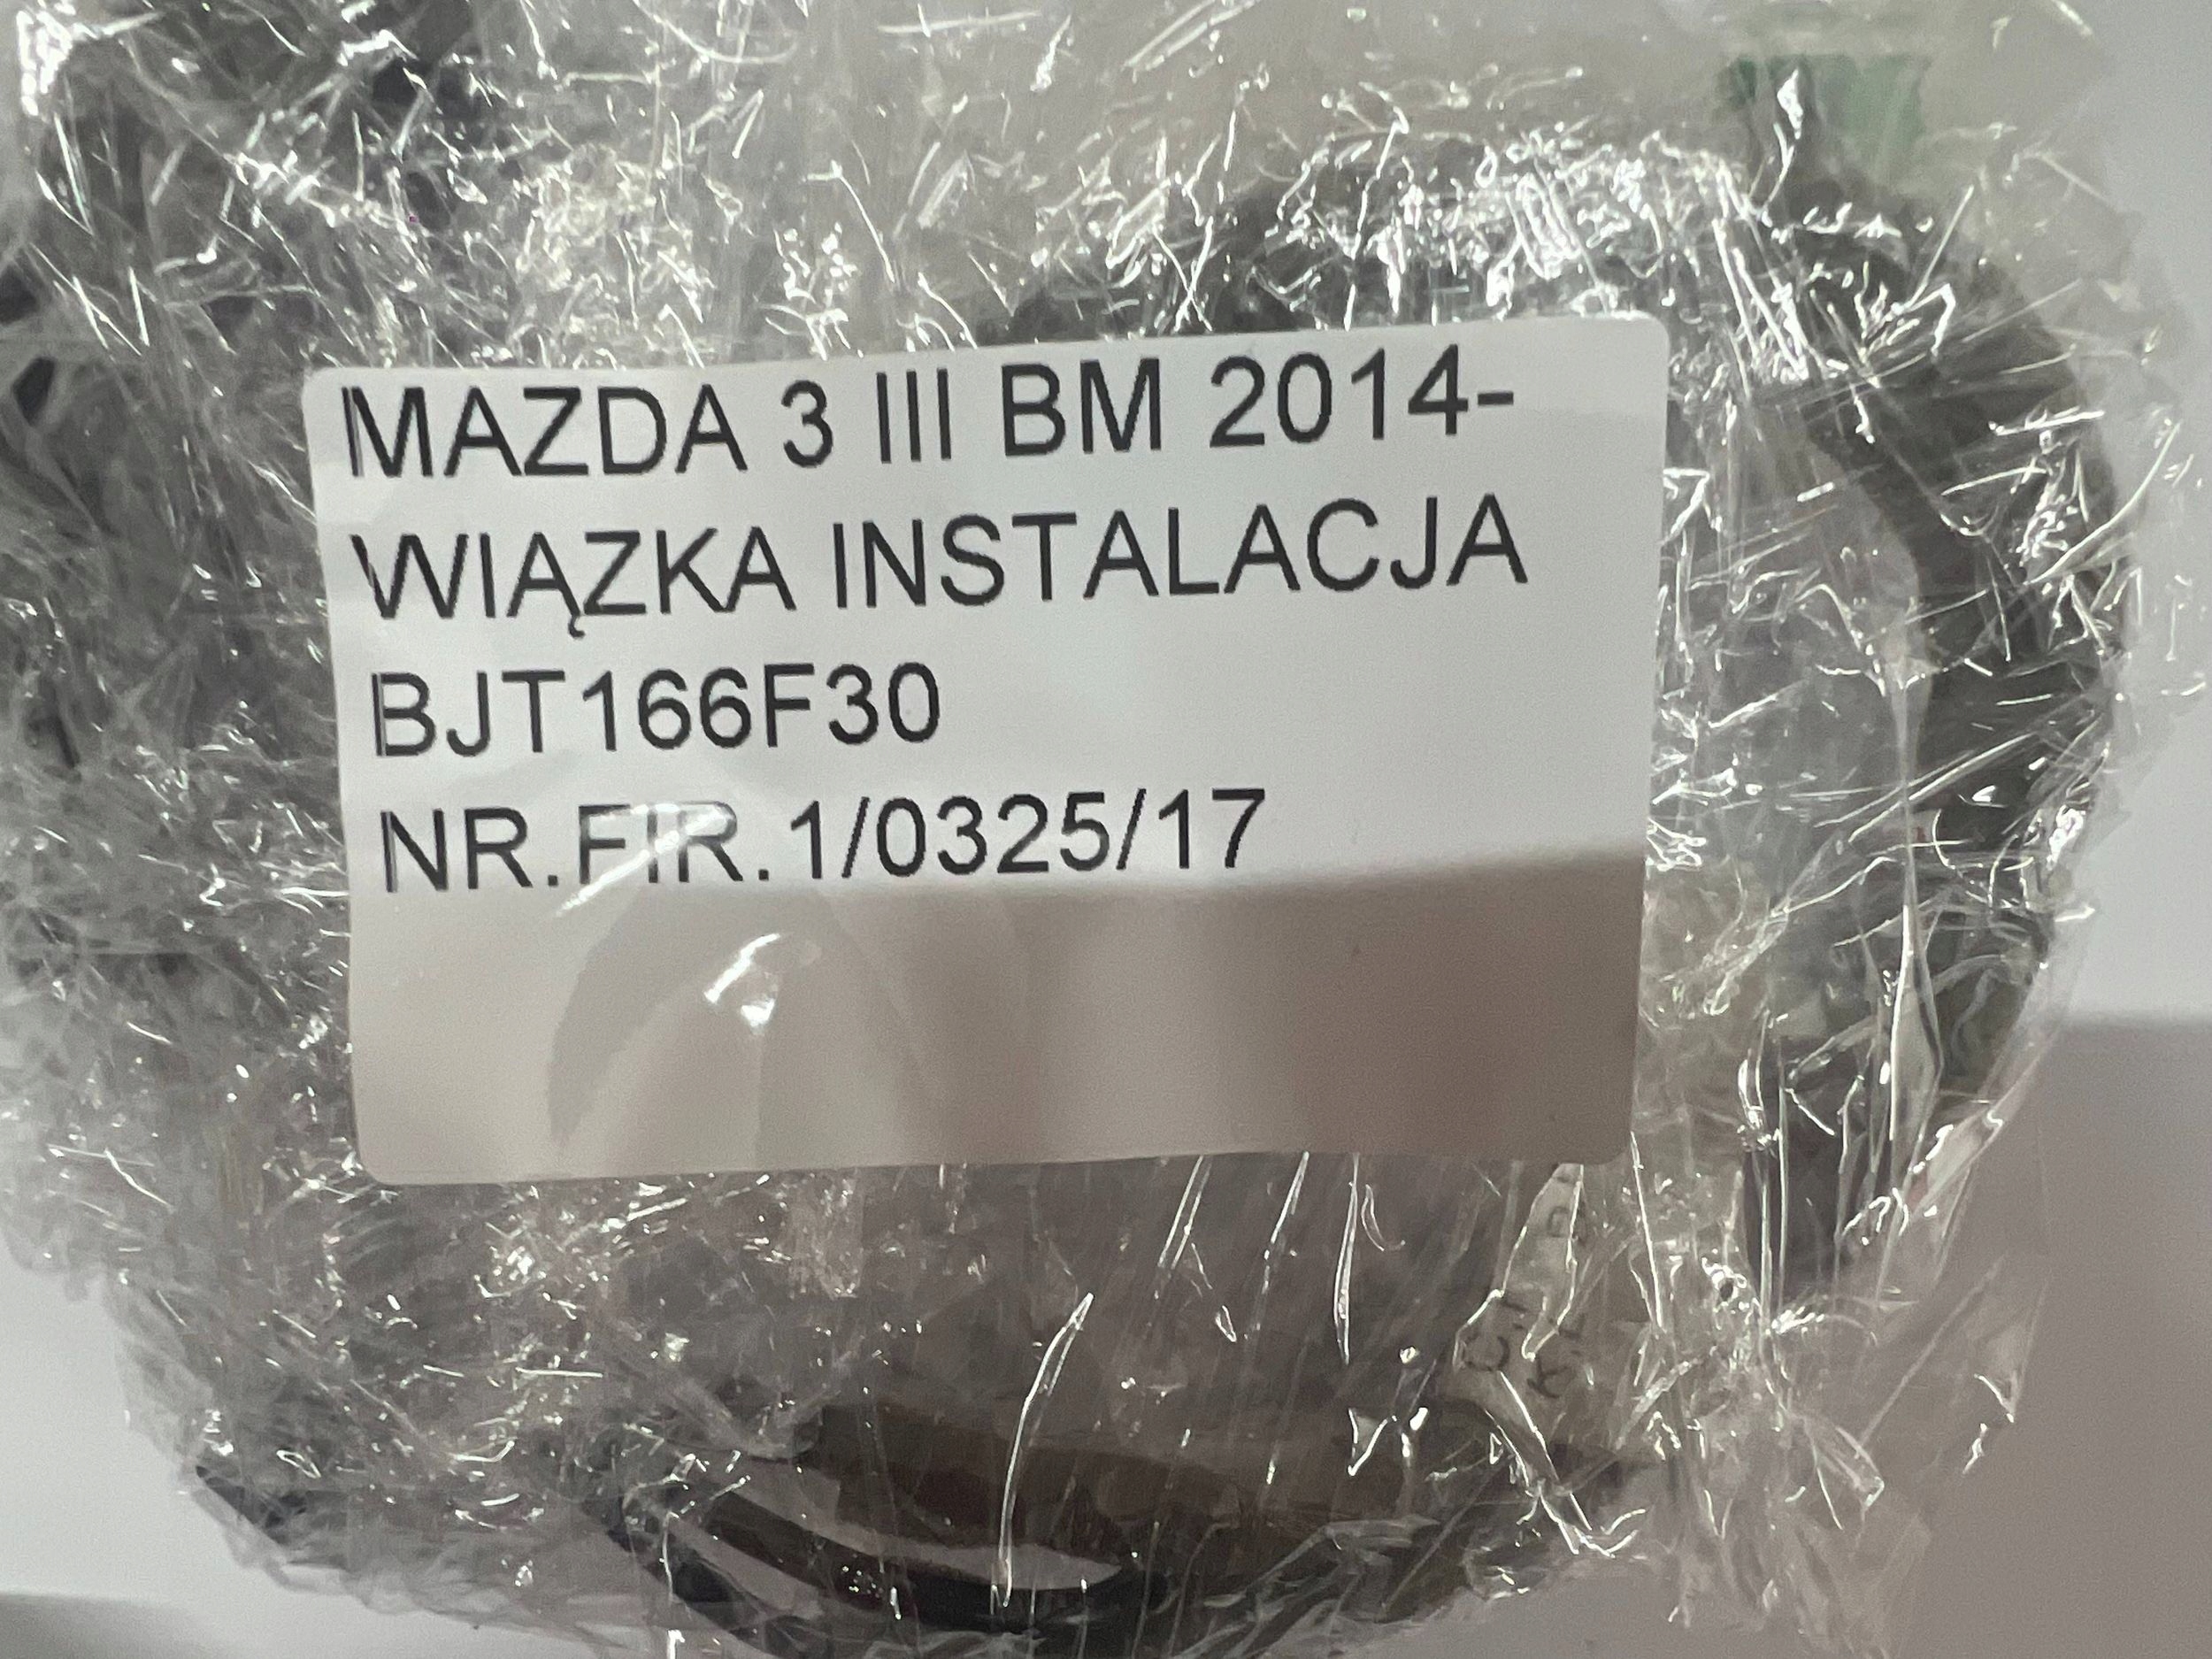 MAZDA 3 III BM 2014-
WIĄZKA INSTALACJA
BJT166F30
NR.FIR.1/0325/17